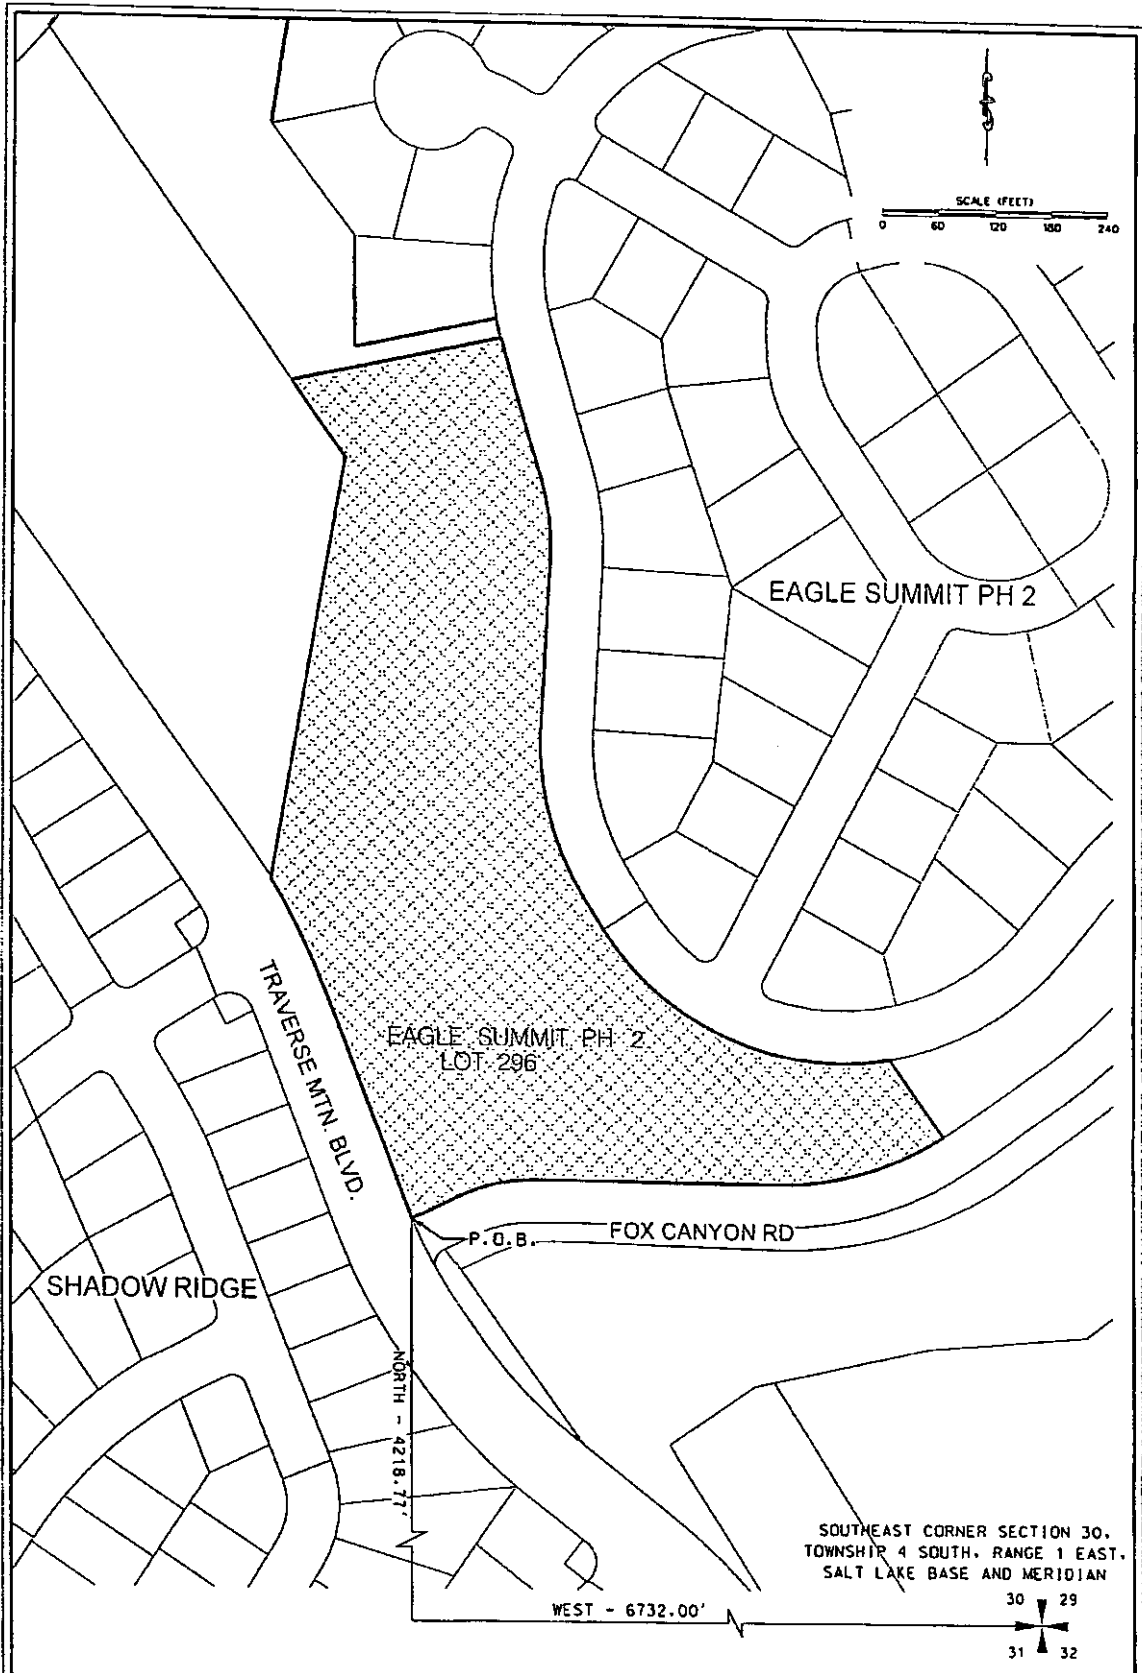 SCALE (FEET)
0 60 120 180 240
EAGLE SUMMIT PH 2
TRAVERSE MTN. BLVD.
EAGLE SUMMIT PH 2
LOT 296
P.O.B.
FOX CANYON RD
SHADOW RIDGE
NORTH - 4218.77'
SOUTHEAST CORNER SECTION 30,
TOWNSHIP 4 SOUTH, RANGE 1 EAST,
SALT LAKE BASE AND MERIDIAN
WEST - 6732.00'
30 29
31 32